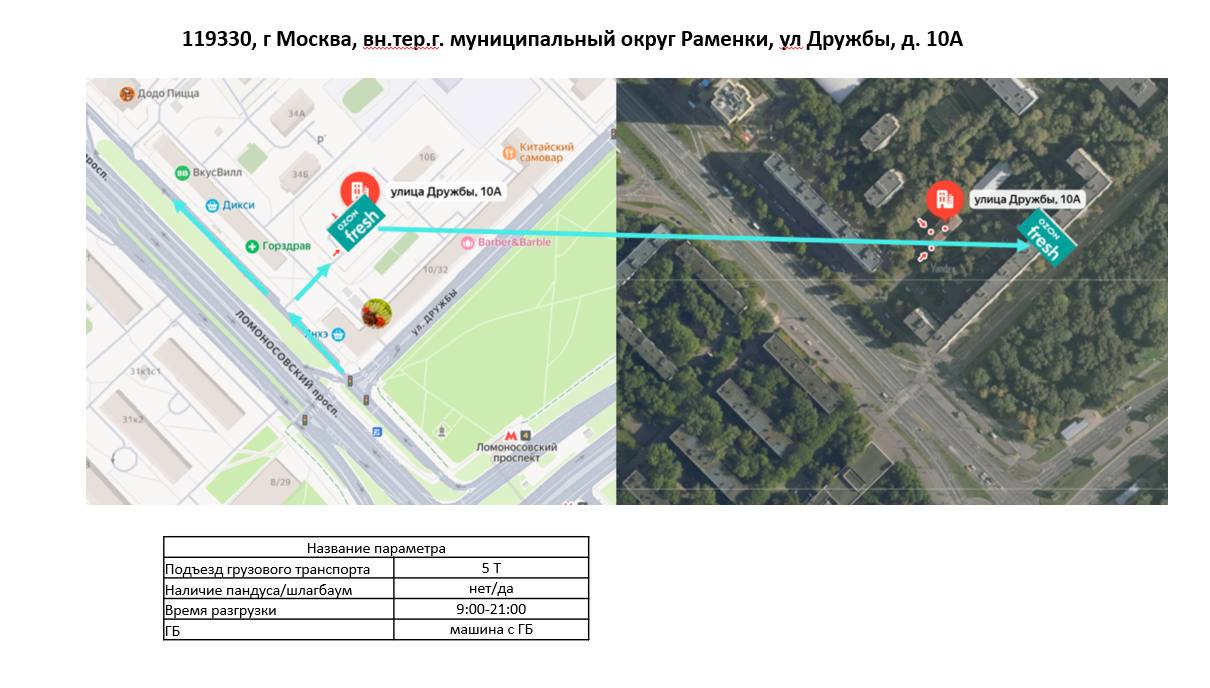 119330, г Москва, вн.тер.г. муниципальный округ Раменки, ул Дружбы, д. 10А
Додо Пицца
34А
P
10Б
Китайский
самовар
просп.
ВкусВилл
34Б
улица Дружбы, 10А
Дикси
OZON
fresh
Горздрав
Barber&Barbie
10/32
ул. ДРУЖБЫ
ЛОМОНОСОВСКИЙ просп.
31к1с1
31к2
8/29
М 4
Ломоносовский
проспект
улица Дружбы, 10А
OZON
fresh
Yandex
Название параметра
Подъезд грузового транспорта 5 Т
Наличие пандуса/шлагбаум нет/да
Время разгрузки 9:00-21:00
ГБ машина с ГБ